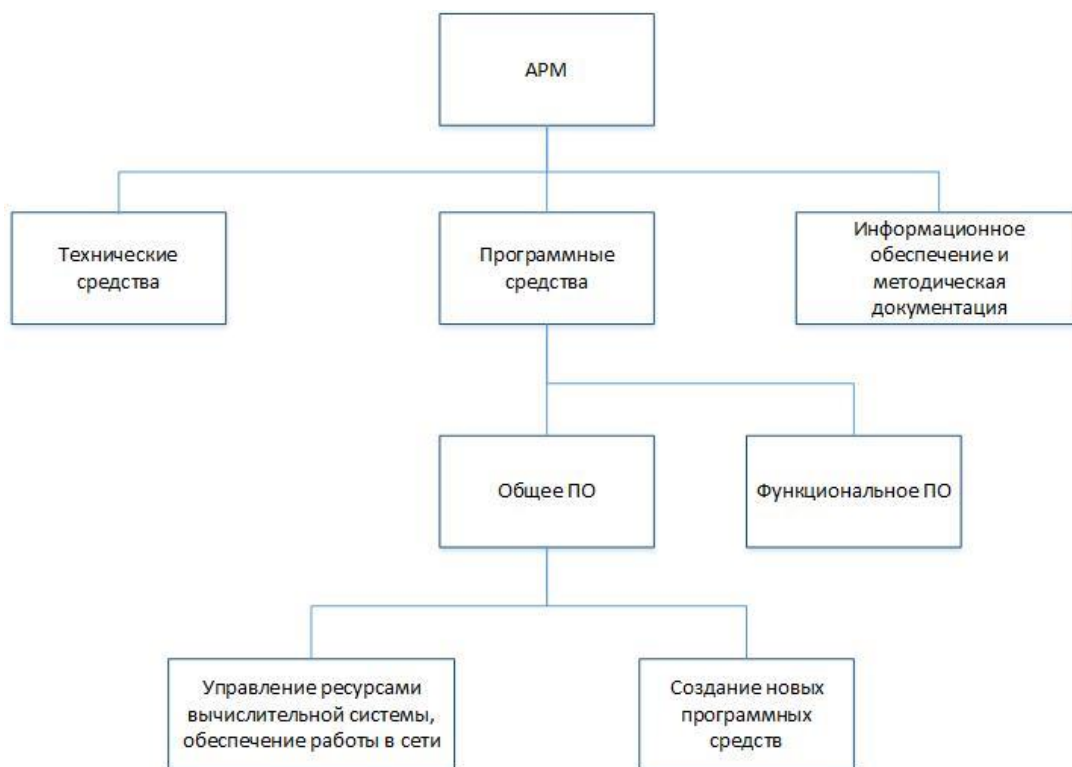 АРМ
Технические
средства
Программные
средства
Информационное
обеспечение и
методическая
документация
Общее ПО
Функциональное ПО
Управление ресурсами
вычислительной системы,
обеспечение работы в сети
Создание новых
программных
средств